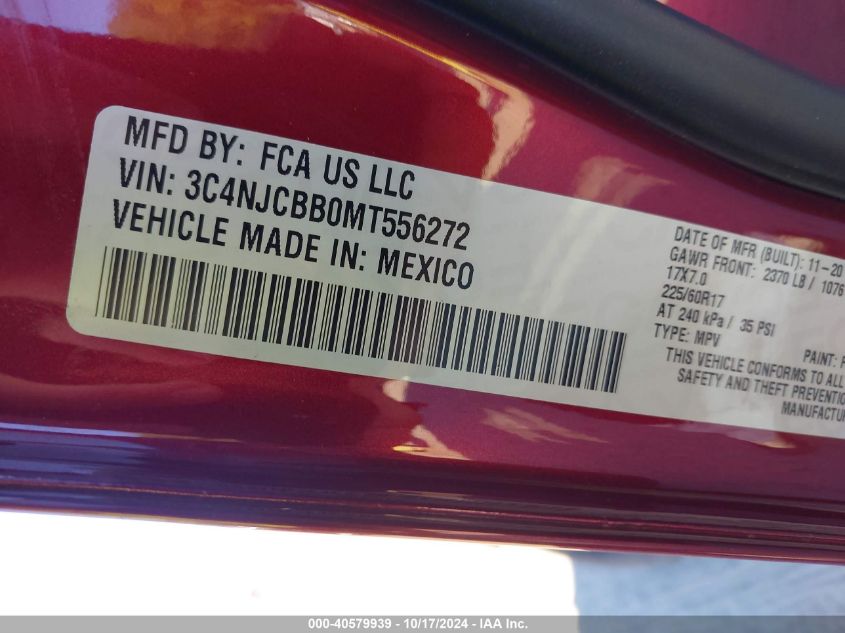 MFD BY: FCA US LLC
VIN: 3C4NJCBB0MT556272
VEHICLE MADE IN: MEXICO
DATE OF MFR (BUILT): 11-20
GAWR FRONT: 2370 LB / 1076
17X7.0
225/60R17
AT 240 kPa / 35 PSI
TYPE: MPV
PAINT:
THIS VEHICLE CONFORMS TO ALL
SAFETY AND THEFT PREVENTIO
MANUFACTU
000-40579939 - 10/17/2024 - IAA Inc.